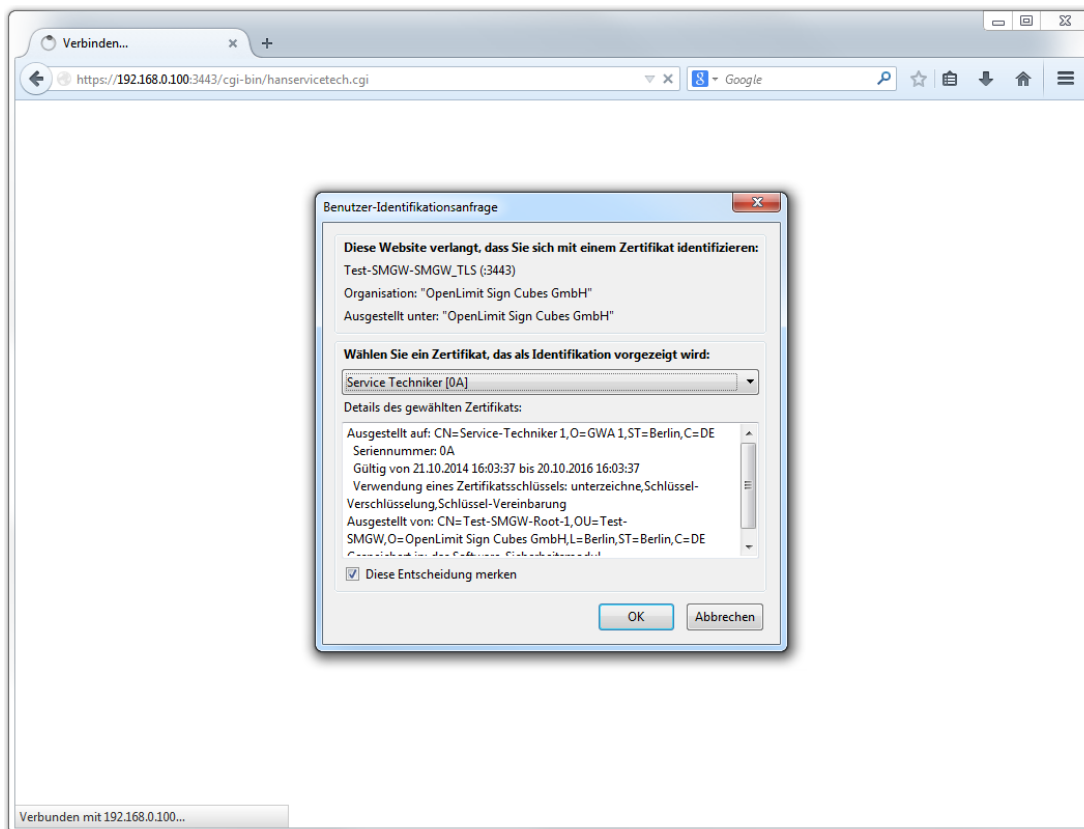 Verbinden...
https://192.168.0.100:3443/cgi-bin/hanservicetech.cgi
8 Google
Benutzer-Identifikationsanfrage
Diese Website verlangt, dass Sie sich mit einem Zertifikat identifizieren:
Test-SMGW-SMGW_TLS (:3443)
Organisation: "OpenLimit Sign Cubes GmbH"
Ausgestellt unter: "OpenLimit Sign Cubes GmbH"
Wählen Sie ein Zertifikat, das als Identifikation vorgezeigt wird:
Service Techniker [0A]
Details des gewählten Zertifikats:
Ausgestellt auf: CN=Service-Techniker 1,O=GWA 1,ST=Berlin,C=DE
Seriennummer: 0A
Gültig von 21.10.2014 16:03:37 bis 20.10.2016 16:03:37
Verwendung eines Zertifikatsschlüssels: unterzeichne,Schlüssel-
Verschlüsselung,Schlüssel-Vereinbarung
Ausgestellt von: CN=Test-SMGW-Root-1,OU=Test-
SMGW,O=OpenLimit Sign Cubes GmbH,L=Berlin,ST=Berlin,C=DE
Gespeichert in: das Software-Sicherheitsmodul
Diese Entscheidung merken
OK Abbrechen
Verbunden mit 192.168.0.100...